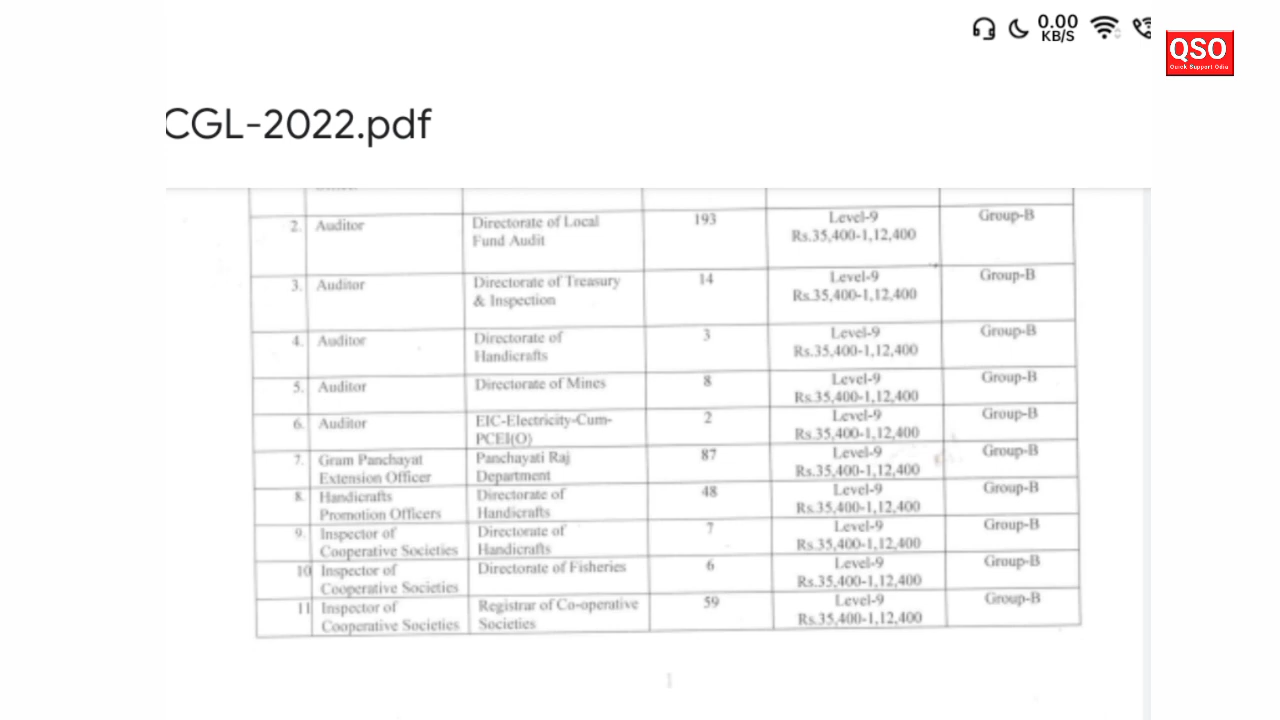 0.00
KB/S
QSO
Quick Support Odia
CGL-2022.pdf
2. Auditor Directorate of Local 193 Level-9 Group-B
Fund Audit Rs.35,400-1,12,400
3. Auditor Directorate of Treasury 14 Level-9 Group-B
& Inspection Rs.35,400-1,12,400
4. Auditor Directorate of 3 Level-9 Group-B
Handicrafts Rs.35,400-1,12,400
5. Auditor Directorate of Mines 8 Level-9 Group-B
Rs.35,400-1,12,400
6. Auditor EIC-Electricity-Cum- 2 Level-9 Group-B
PCEI(O) Rs.35,400-1,12,400
7. Gram Panchayat Panchayati Raj 87 Level-9 Group-B
Extension Officer Department Rs.35,400-1,12,400
8. Handicrafts Directorate of 48 Level-9 Group-B
Promotion Officers Handicrafts Rs.35,400-1,12,400
9. Inspector of Directorate of 7 Level-9 Group-B
Cooperative Societies Handicrafts Rs.35,400-1,12,400
10 Inspector of Directorate of Fisheries 6 Level-9 Group-B
Cooperative Societies Rs.35,400-1,12,400
11 Inspector of Registrar of Co-operative 59 Level-9 Group-B
Cooperative Societies Societies Rs.35,400-1,12,400
1